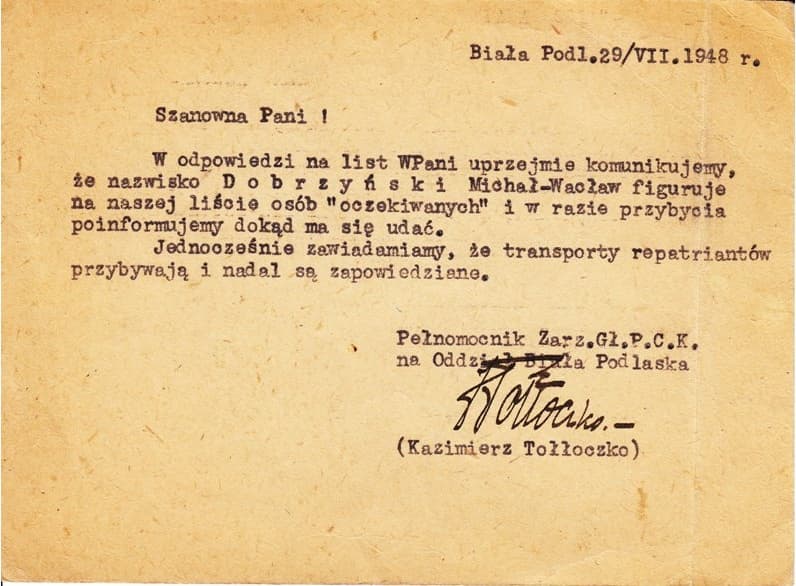 Biała Podl.29/VII.1948 r.
Szanowna Pani !
W odpowiedzi na list WPani uprzejmie komunikujemy,
że nazwisko D o b r z y ń s k i Michał-Wacław figuruje
na naszej liście osób "oczekiwanych" i w razie przybycia
poinformujemy dokąd ma się udać.
Jednocześnie zawiadamiamy, że transporty repatriantów
przybywają i nadal są zapowiedziane.
Pełnomocnik Zarz.Gł.P.C.K.
na Oddział Biała Podlaska
KTołłoczko.-
(Kazimierz Tołłoczko)